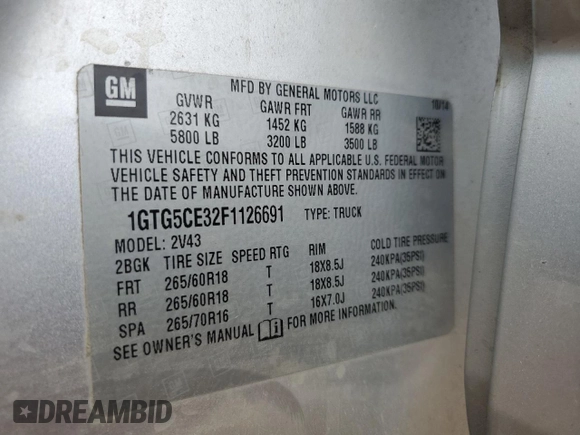 GM
MFD BY GENERAL MOTORS LLC
10/14
GVWR GAWR FRT GAWR RR
2631 KG 1452 KG 1588 KG
5800 LB 3200 LB 3500 LB
THIS VEHICLE CONFORMS TO ALL APPLICABLE U.S. FEDERAL MOTOR
VEHICLE SAFETY AND THEFT PREVENTION STANDARDS IN EFFECT ON
THE DATE OF MANUFACTURE SHOWN ABOVE.
1GTG5CE32F1126691 TYPE: TRUCK
MODEL: 2V43
2BGK TIRE SIZE SPEED RTG RIM COLD TIRE PRESSURE
FRT 265/60R18 T 18X8.5J 240KPA(35PSI)
RR 265/60R18 T 18X8.5J 240KPA(35PSI)
SPA 265/70R16 T 16X7.0J 240KPA(35PSI)
SEE OWNER'S MANUAL i FOR MORE INFORMATION.
DREAMBID